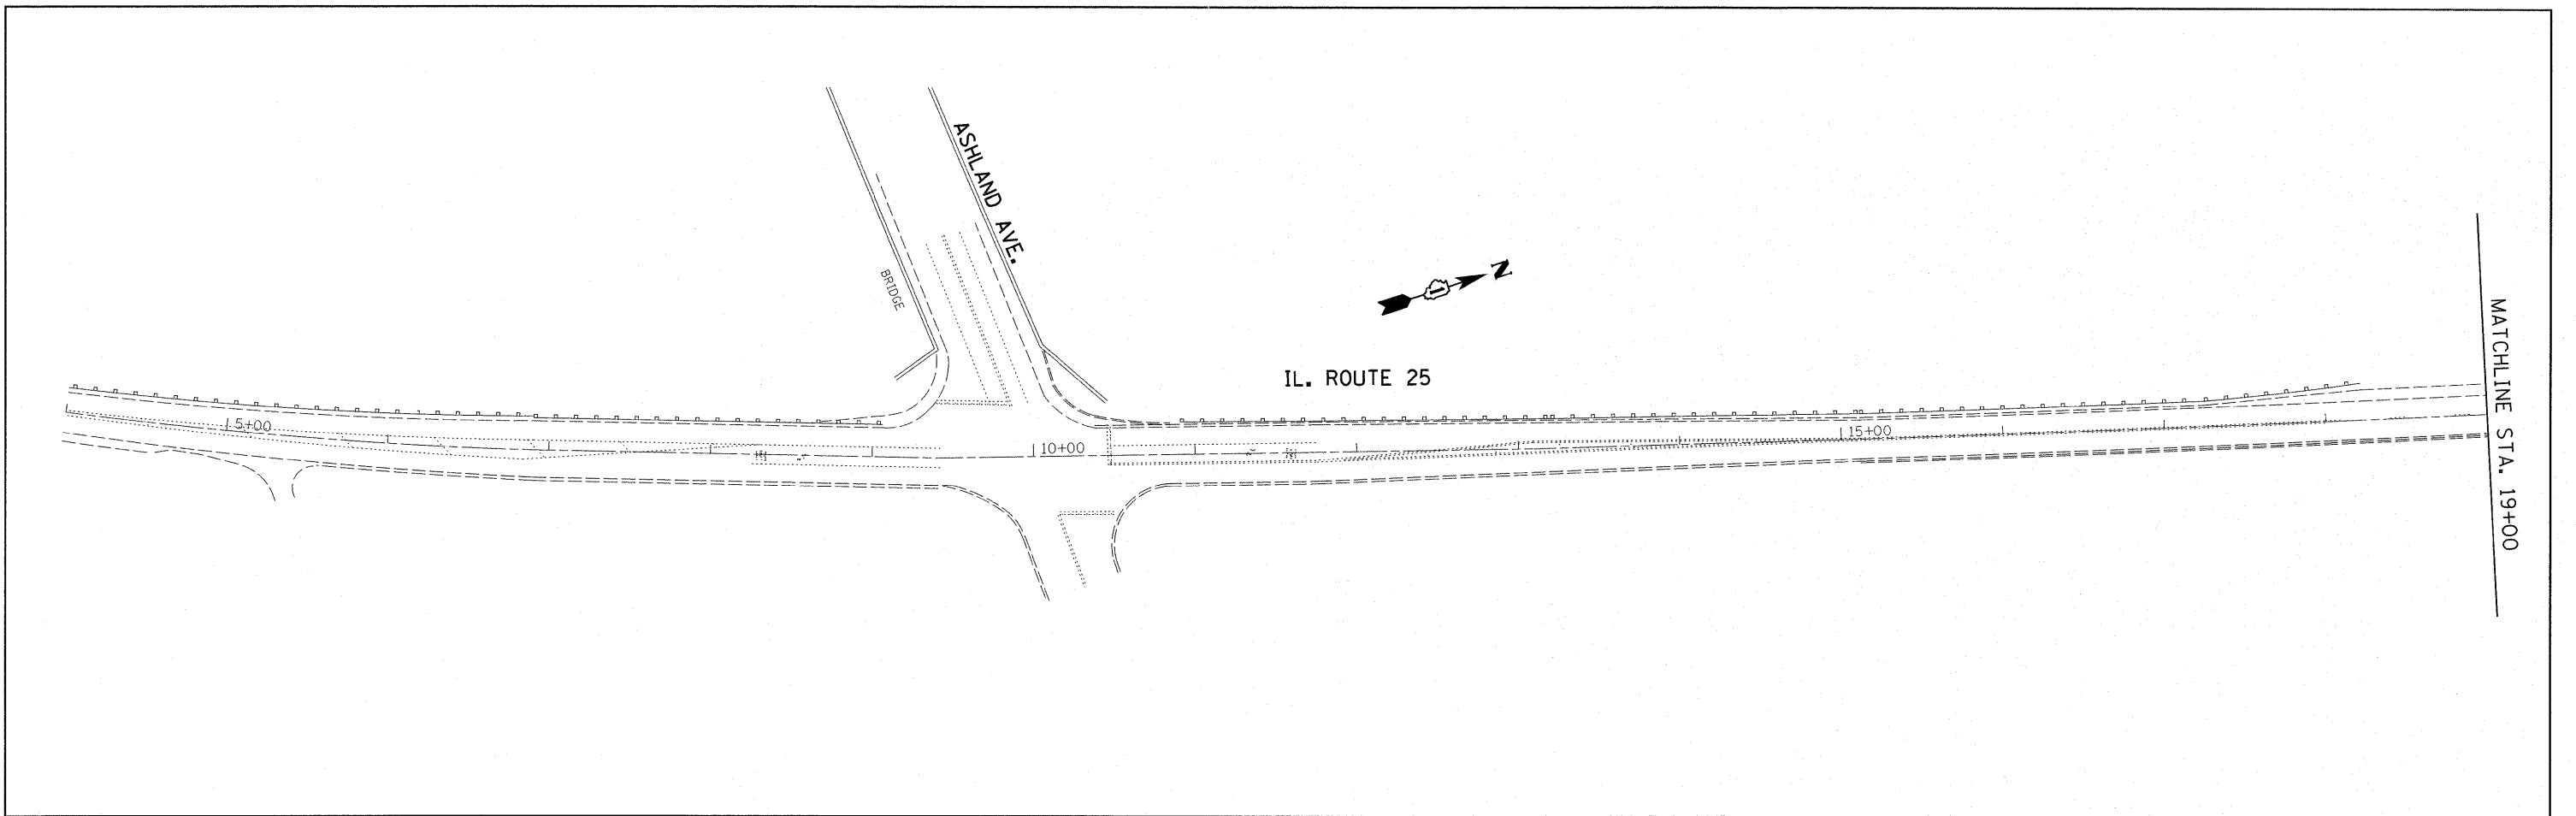 ASHLAND AVE.
BRIDGE
N
IL. ROUTE 25
5+00
10+00
15+00
MATCHLINE STA. 19+00